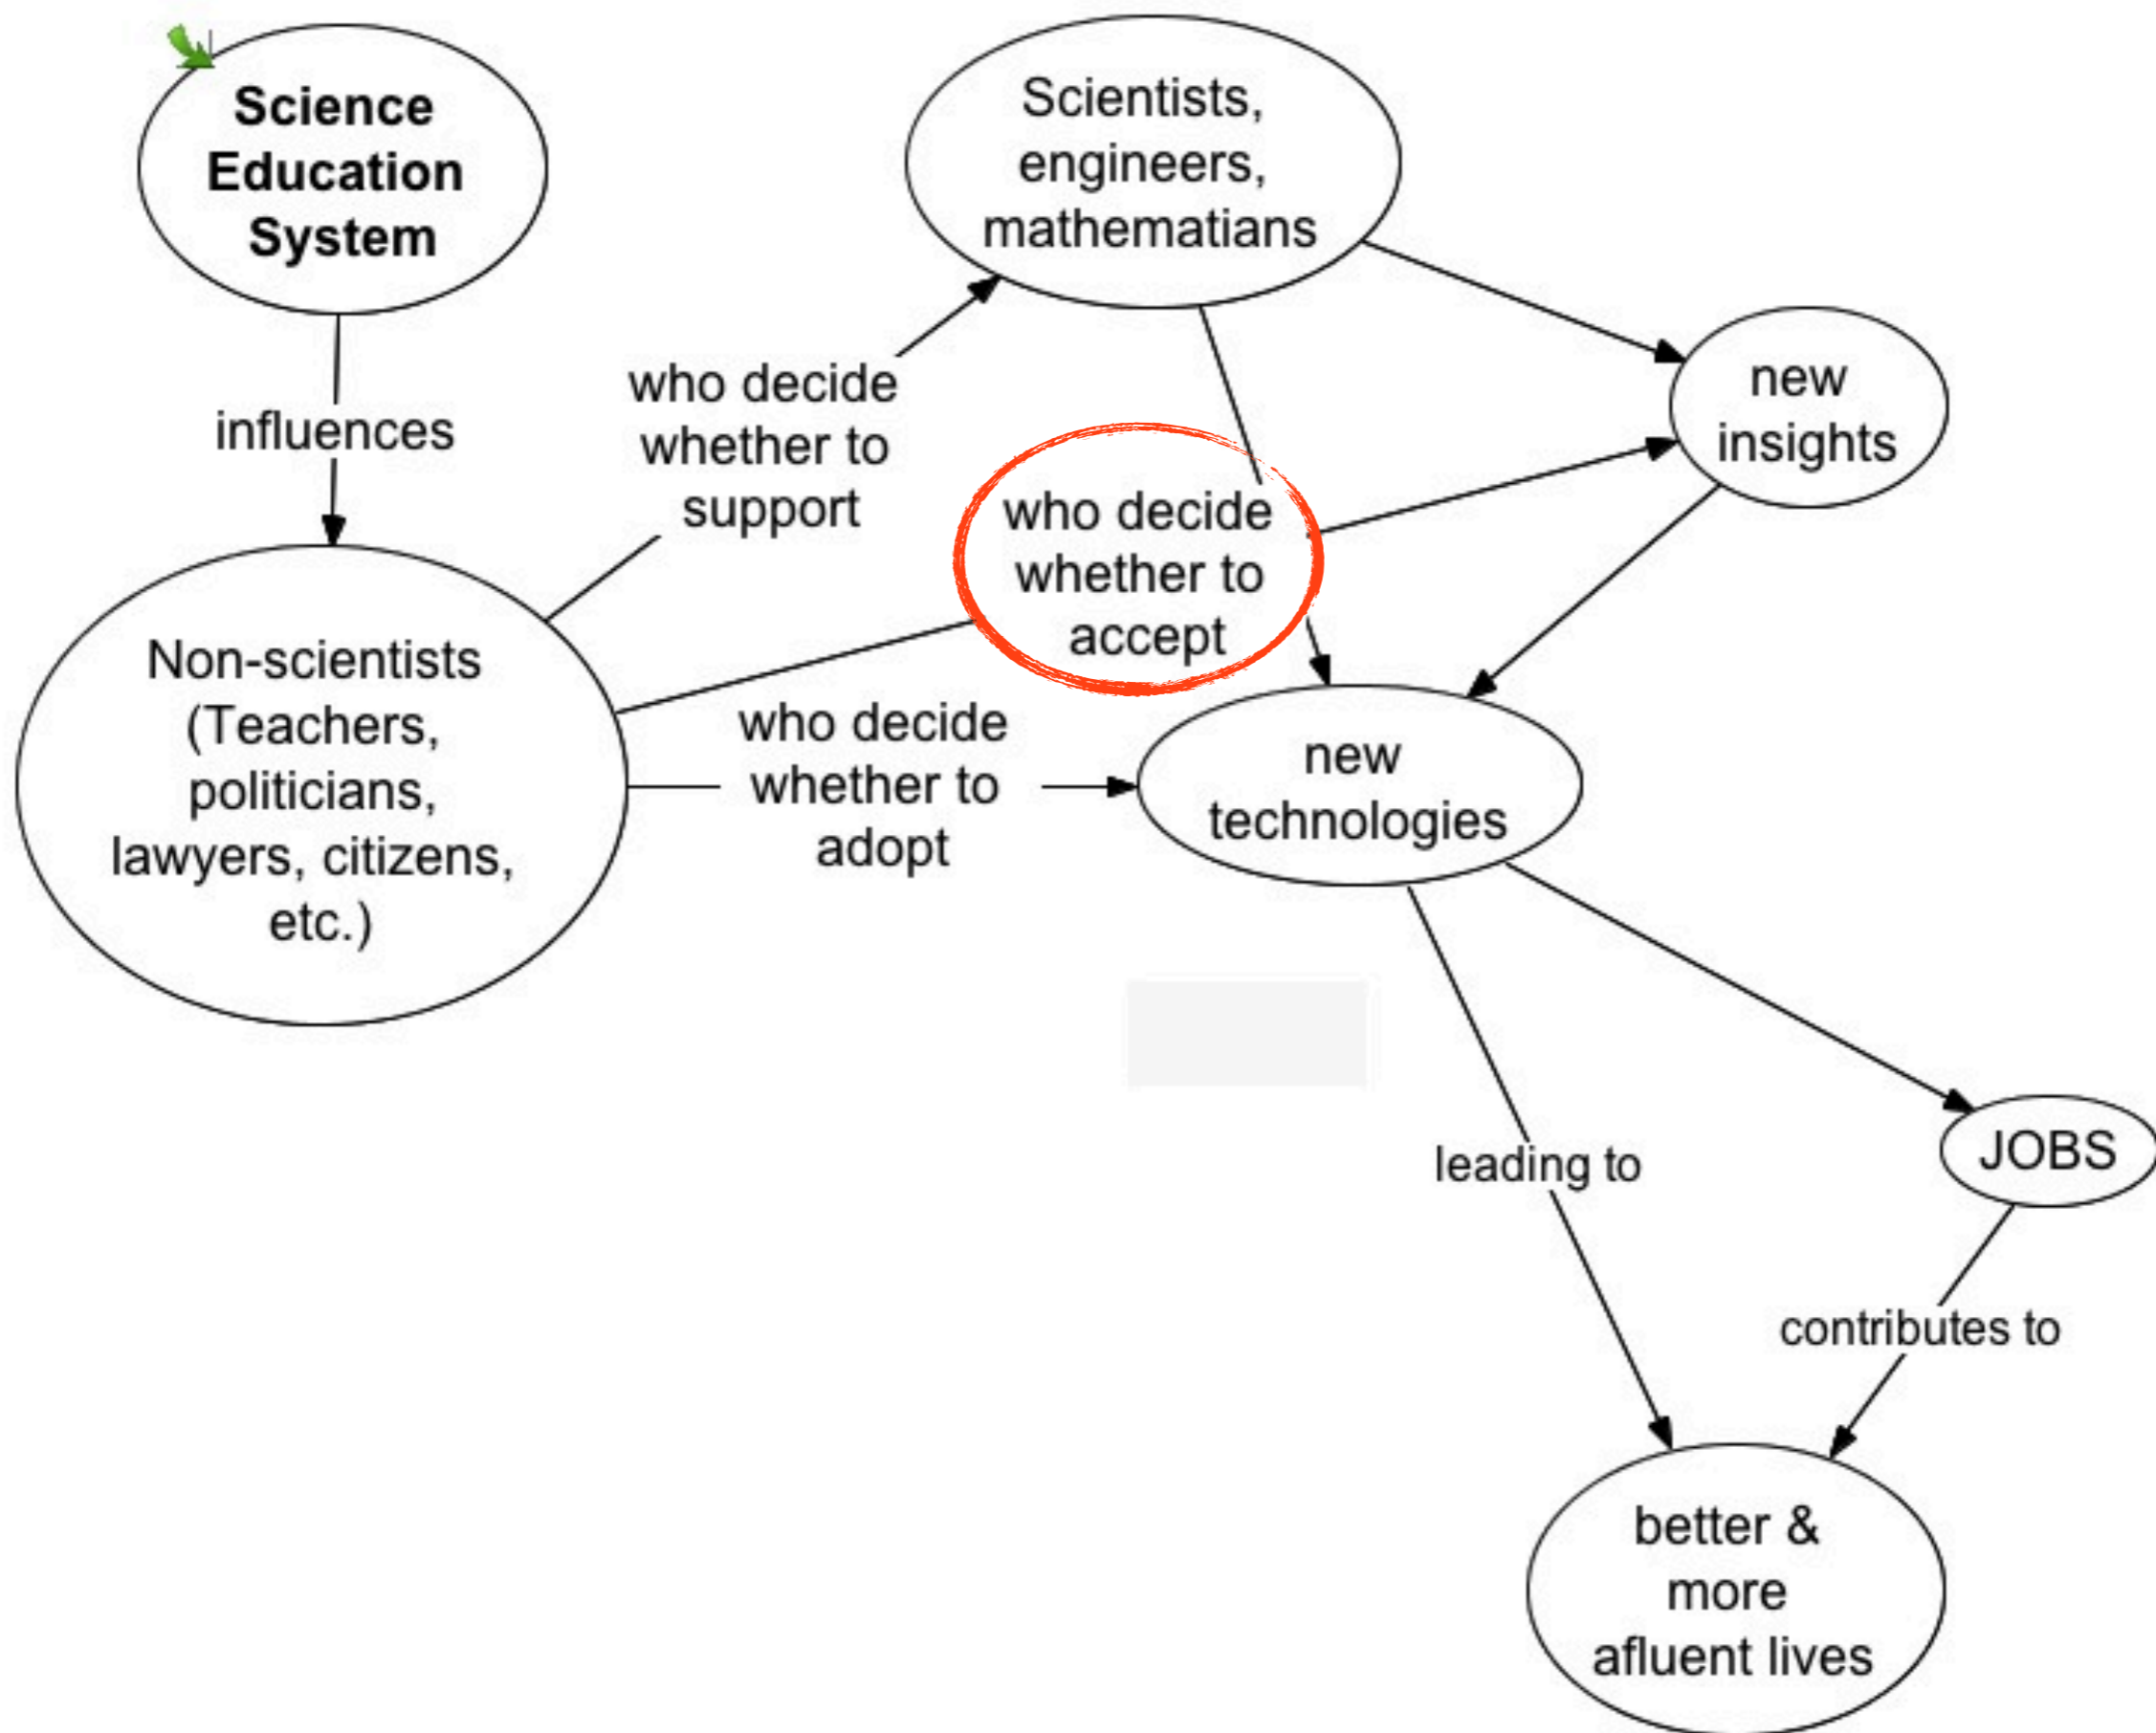 Science
Education
System
Scientists,
engineers,
mathematians
influences
who decide
whether to
support
new
insights
who decide
whether to
accept
Non-scientists
(Teachers,
politicians,
lawyers, citizens,
etc.)
who decide
whether to
adopt
new
technologies
leading to
JOBS
contributes to
better &
more
afluent lives